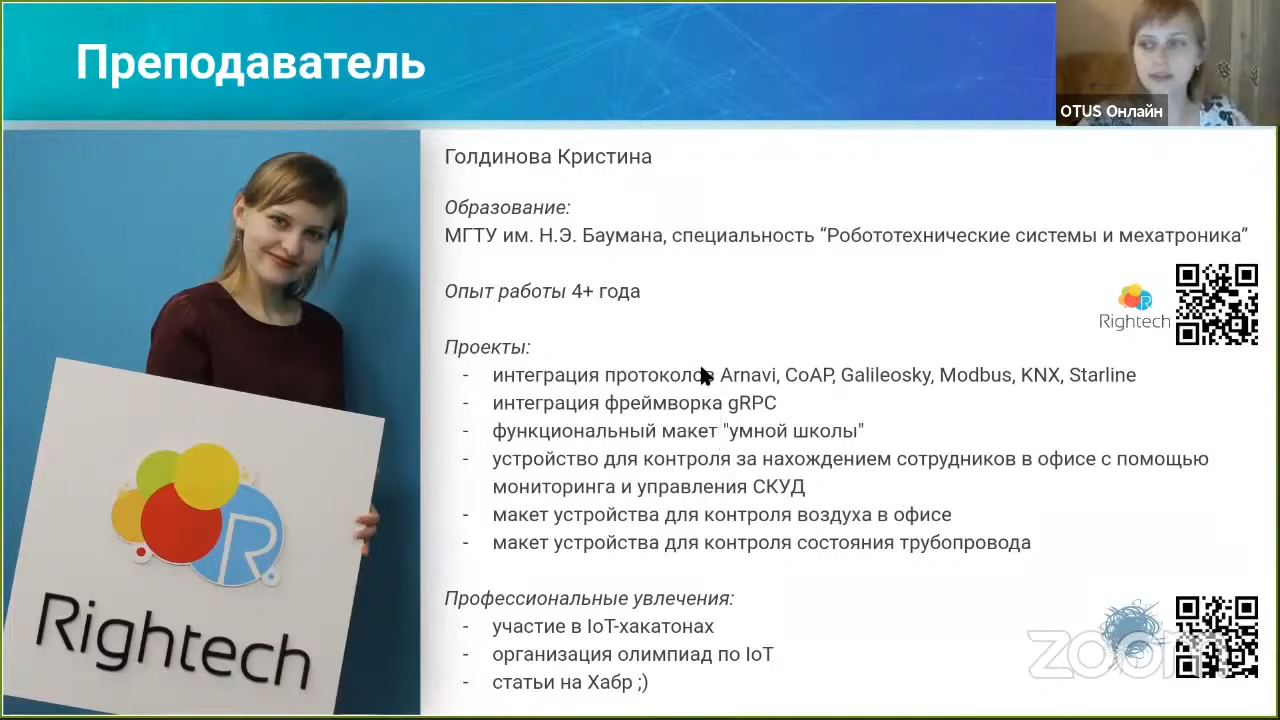 Преподаватель
OTUS Онлайн
Голдинова Кристина
Образование:
МГТУ им. Н.Э. Баумана, специальность “Робототехнические системы и мехатроника”
Опыт работы 4+ года
Rightech
Проекты:
- интеграция протоколов Arnavi, CoAP, Galileosky, Modbus, KNX, Starline
- интеграция фреймворка gRPC
- функциональный макет "умной школы"
- устройство для контроля за нахождением сотрудников в офисе с помощью
мониторинга и управления СКУД
- макет устройства для контроля воздуха в офисе
- макет устройства для контроля состояния трубопровода
Профессиональные увлечения:
- участие в IoT-хакатонах
- организация олимпиад по IoT
- статьи на Хабр ;)
R
Rightech
zoom